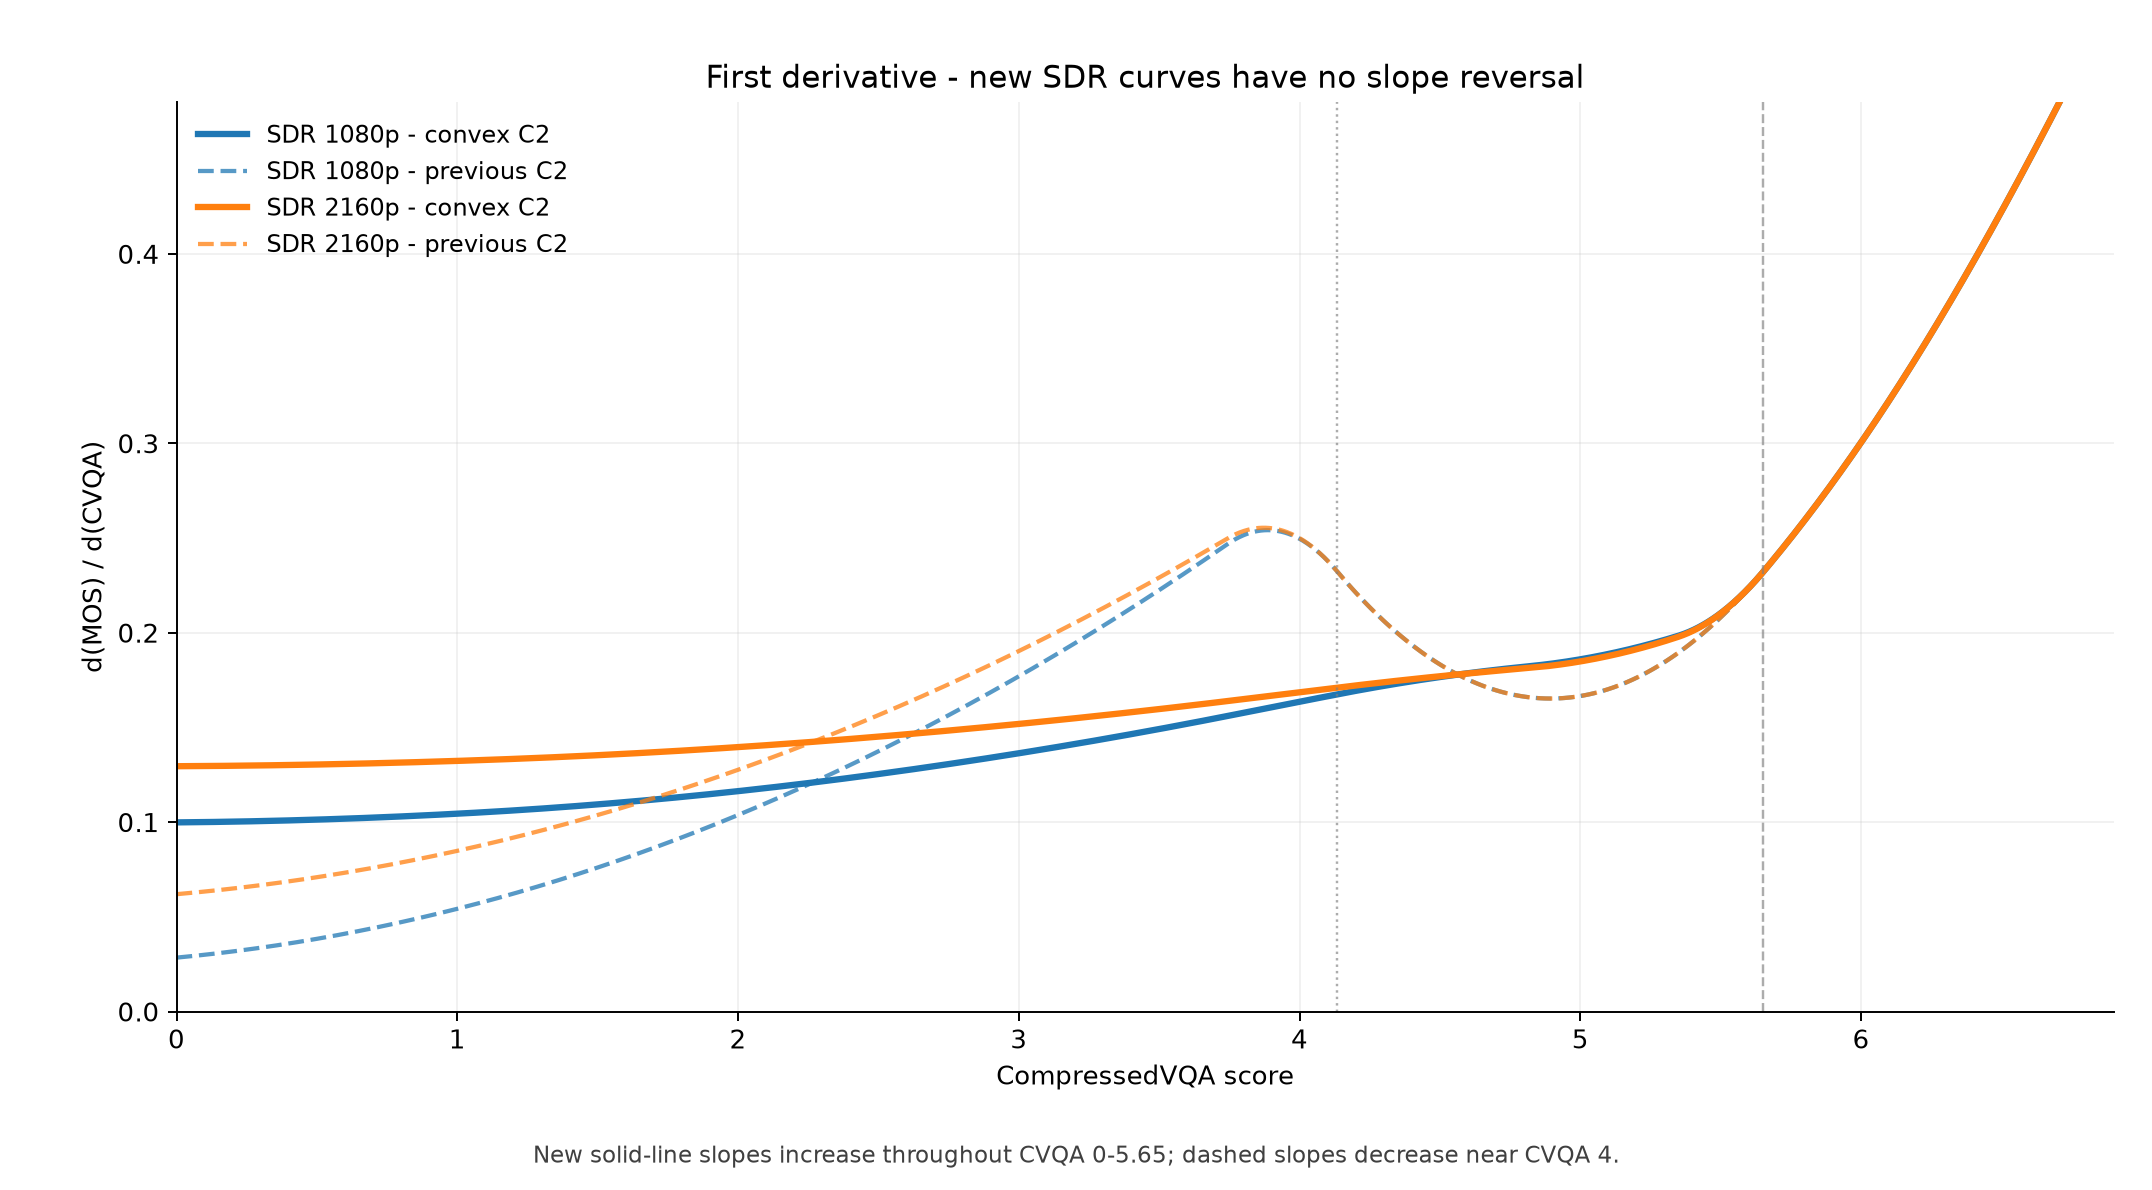 First derivative - new SDR curves have no slope reversal
SDR 1080p - convex C2
SDR 1080p - previous C2
SDR 2160p - convex C2
SDR 2160p - previous C2
d(MOS) / d(CVQA)
0.4
0.3
0.2
0.1
0.0
0 1 2 3 4 5 6
CompressedVQA score
New solid-line slopes increase throughout CVQA 0-5.65; dashed slopes decrease near CVQA 4.